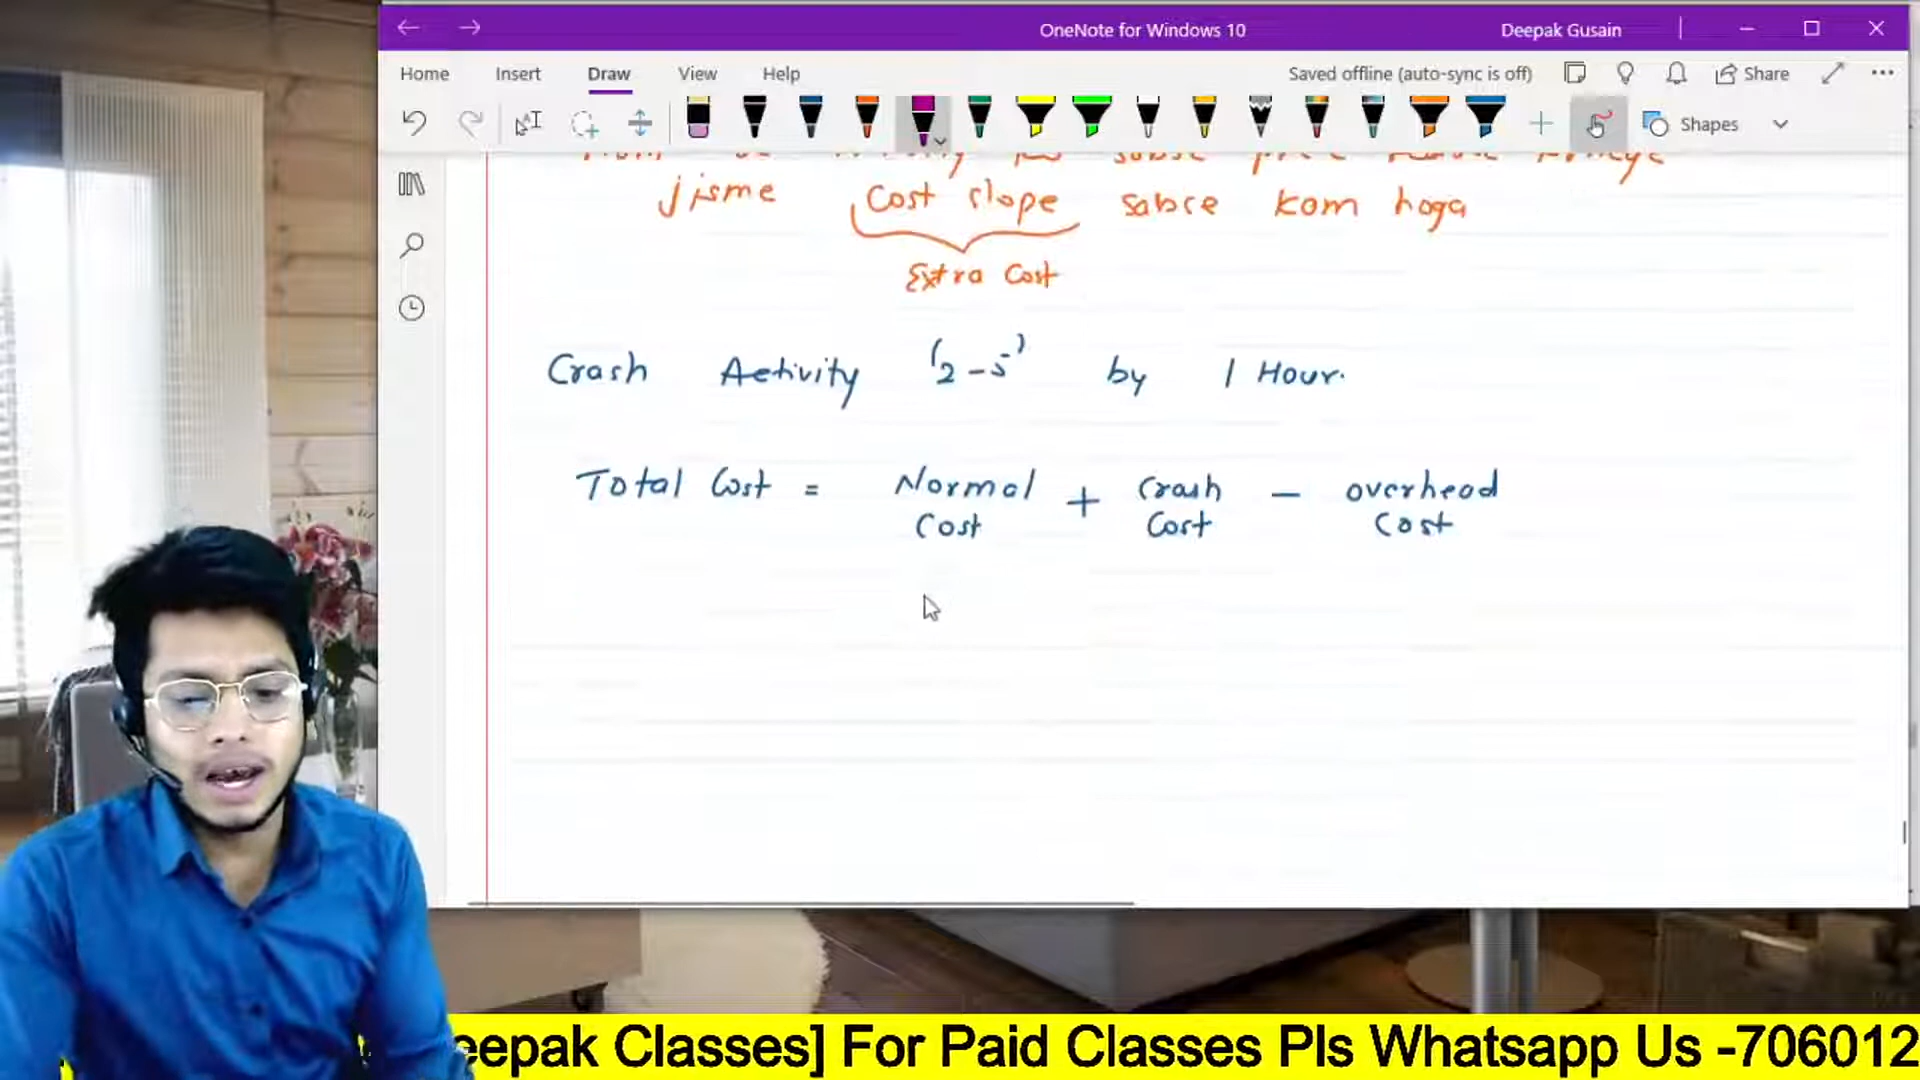 OneNote for Windows 10
Deepak Gusain
Home Insert Draw View Help
Saved offline (auto-sync is off) Share
Shapes
jisme Cost slope sabse kom hoga
Extra Cost
Crash Activity (2-5) by 1 Hour.
Total Cost = Normal Cost + Crash Cost - overhead Cost
eepak Classes] For Paid Classes Pls Whatsapp Us -706012